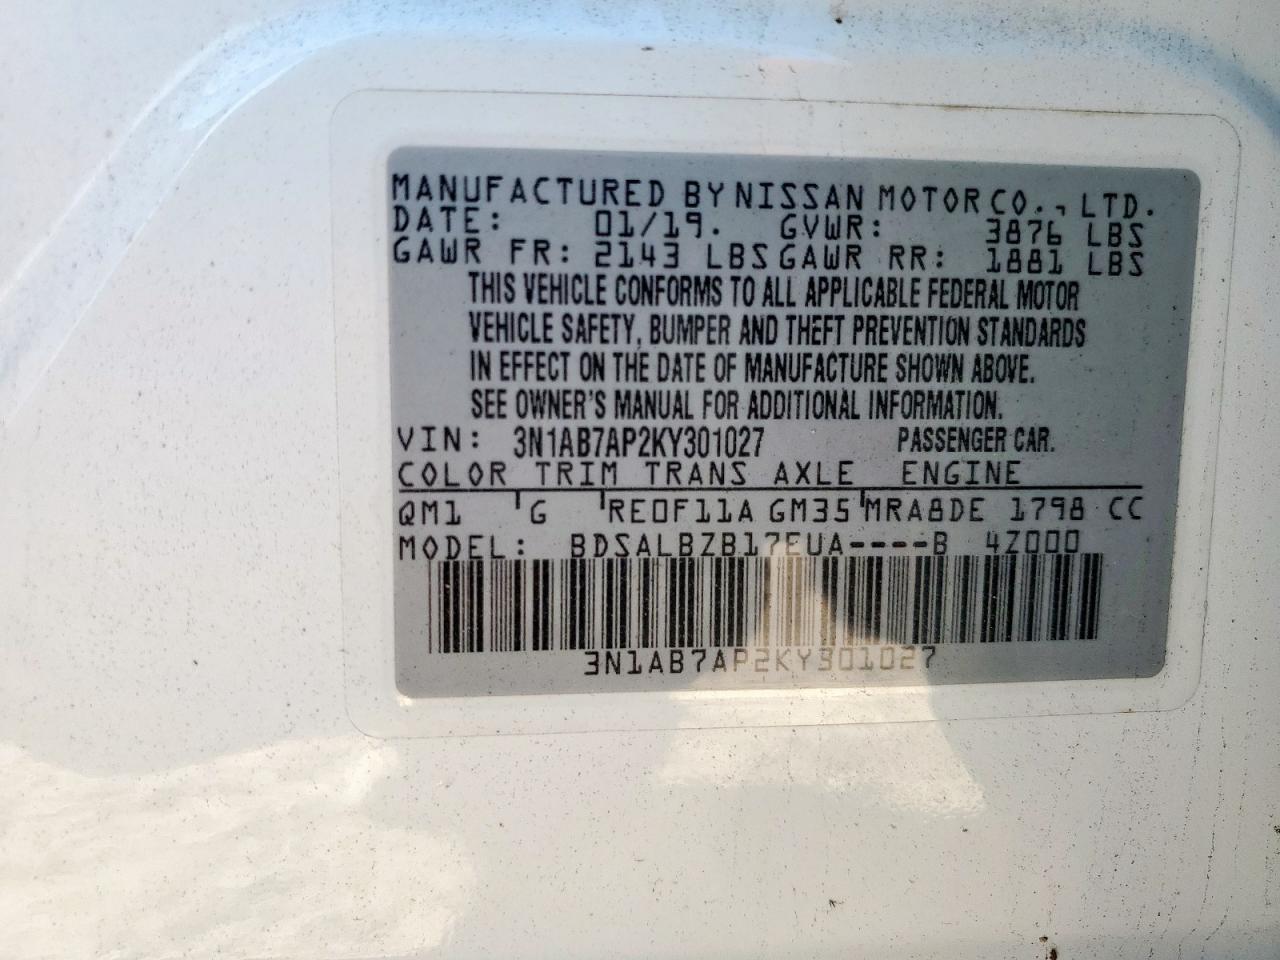 MANUFACTURED BY NISSAN MOTOR CO., LTD.
DATE: 01/19. GVWR: 3876 LBS
GAWR FR: 2143 LBS GAWR RR: 1881 LBS
THIS VEHICLE CONFORMS TO ALL APPLICABLE FEDERAL MOTOR
VEHICLE SAFETY, BUMPER AND THEFT PREVENTION STANDARDS
IN EFFECT ON THE DATE OF MANUFACTURE SHOWN ABOVE.
SEE OWNER'S MANUAL FOR ADDITIONAL INFORMATION.
VIN: 3N1AB7AP2KY301027 PASSENGER CAR.
COLOR TRIM TRANS AXLE ENGINE
QM1 G RE0F11A GM35 MRA8DE 1798 CC
MODEL: BDSALBZB17EUA----B 4Z000
3N1AB7AP2KY301027